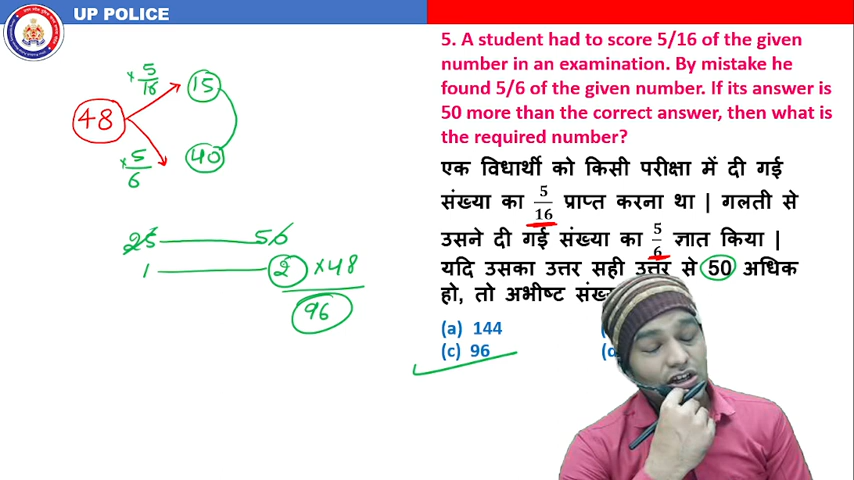 UP POLICE
5. A student had to score 5/16 of the given
number in an examination. By mistake he
found 5/6 of the given number. If its answer is
50 more than the correct answer, then what is
the required number?
एक विधार्थी को किसी परीक्षा में दी गई
संख्या का 5/16 प्राप्त करना था | गलती से
उसने दी गई संख्या का 5/6 ज्ञात किया |
यदि उसका उत्तर सही उत्तर से 50 अधिक
हो, तो अभीष्ट
(a) 144
(c) 96
48
×5/16
15
×5/6
40
25 50
1 2 ×48
96